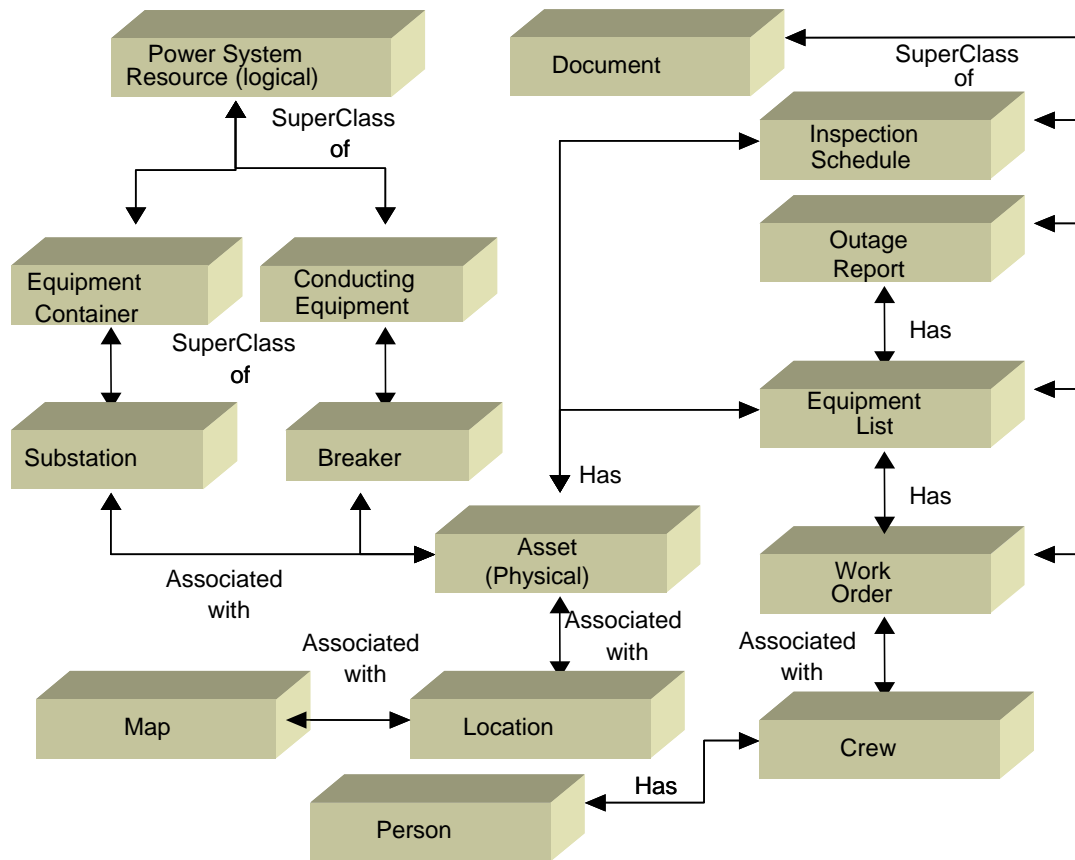 Power System
Resource (logical)
Document
SuperClass
of
SuperClass
of
Inspection
Schedule
Outage
Report
Equipment
Container
Conducting
Equipment
Has
SuperClass
of
Equipment
List
Substation
Breaker
Has
Has
Asset
(Physical)
Work
Order
Associated
with
Associated
with
Associated
with
Associated
with
Map
Location
Crew
Has
Person